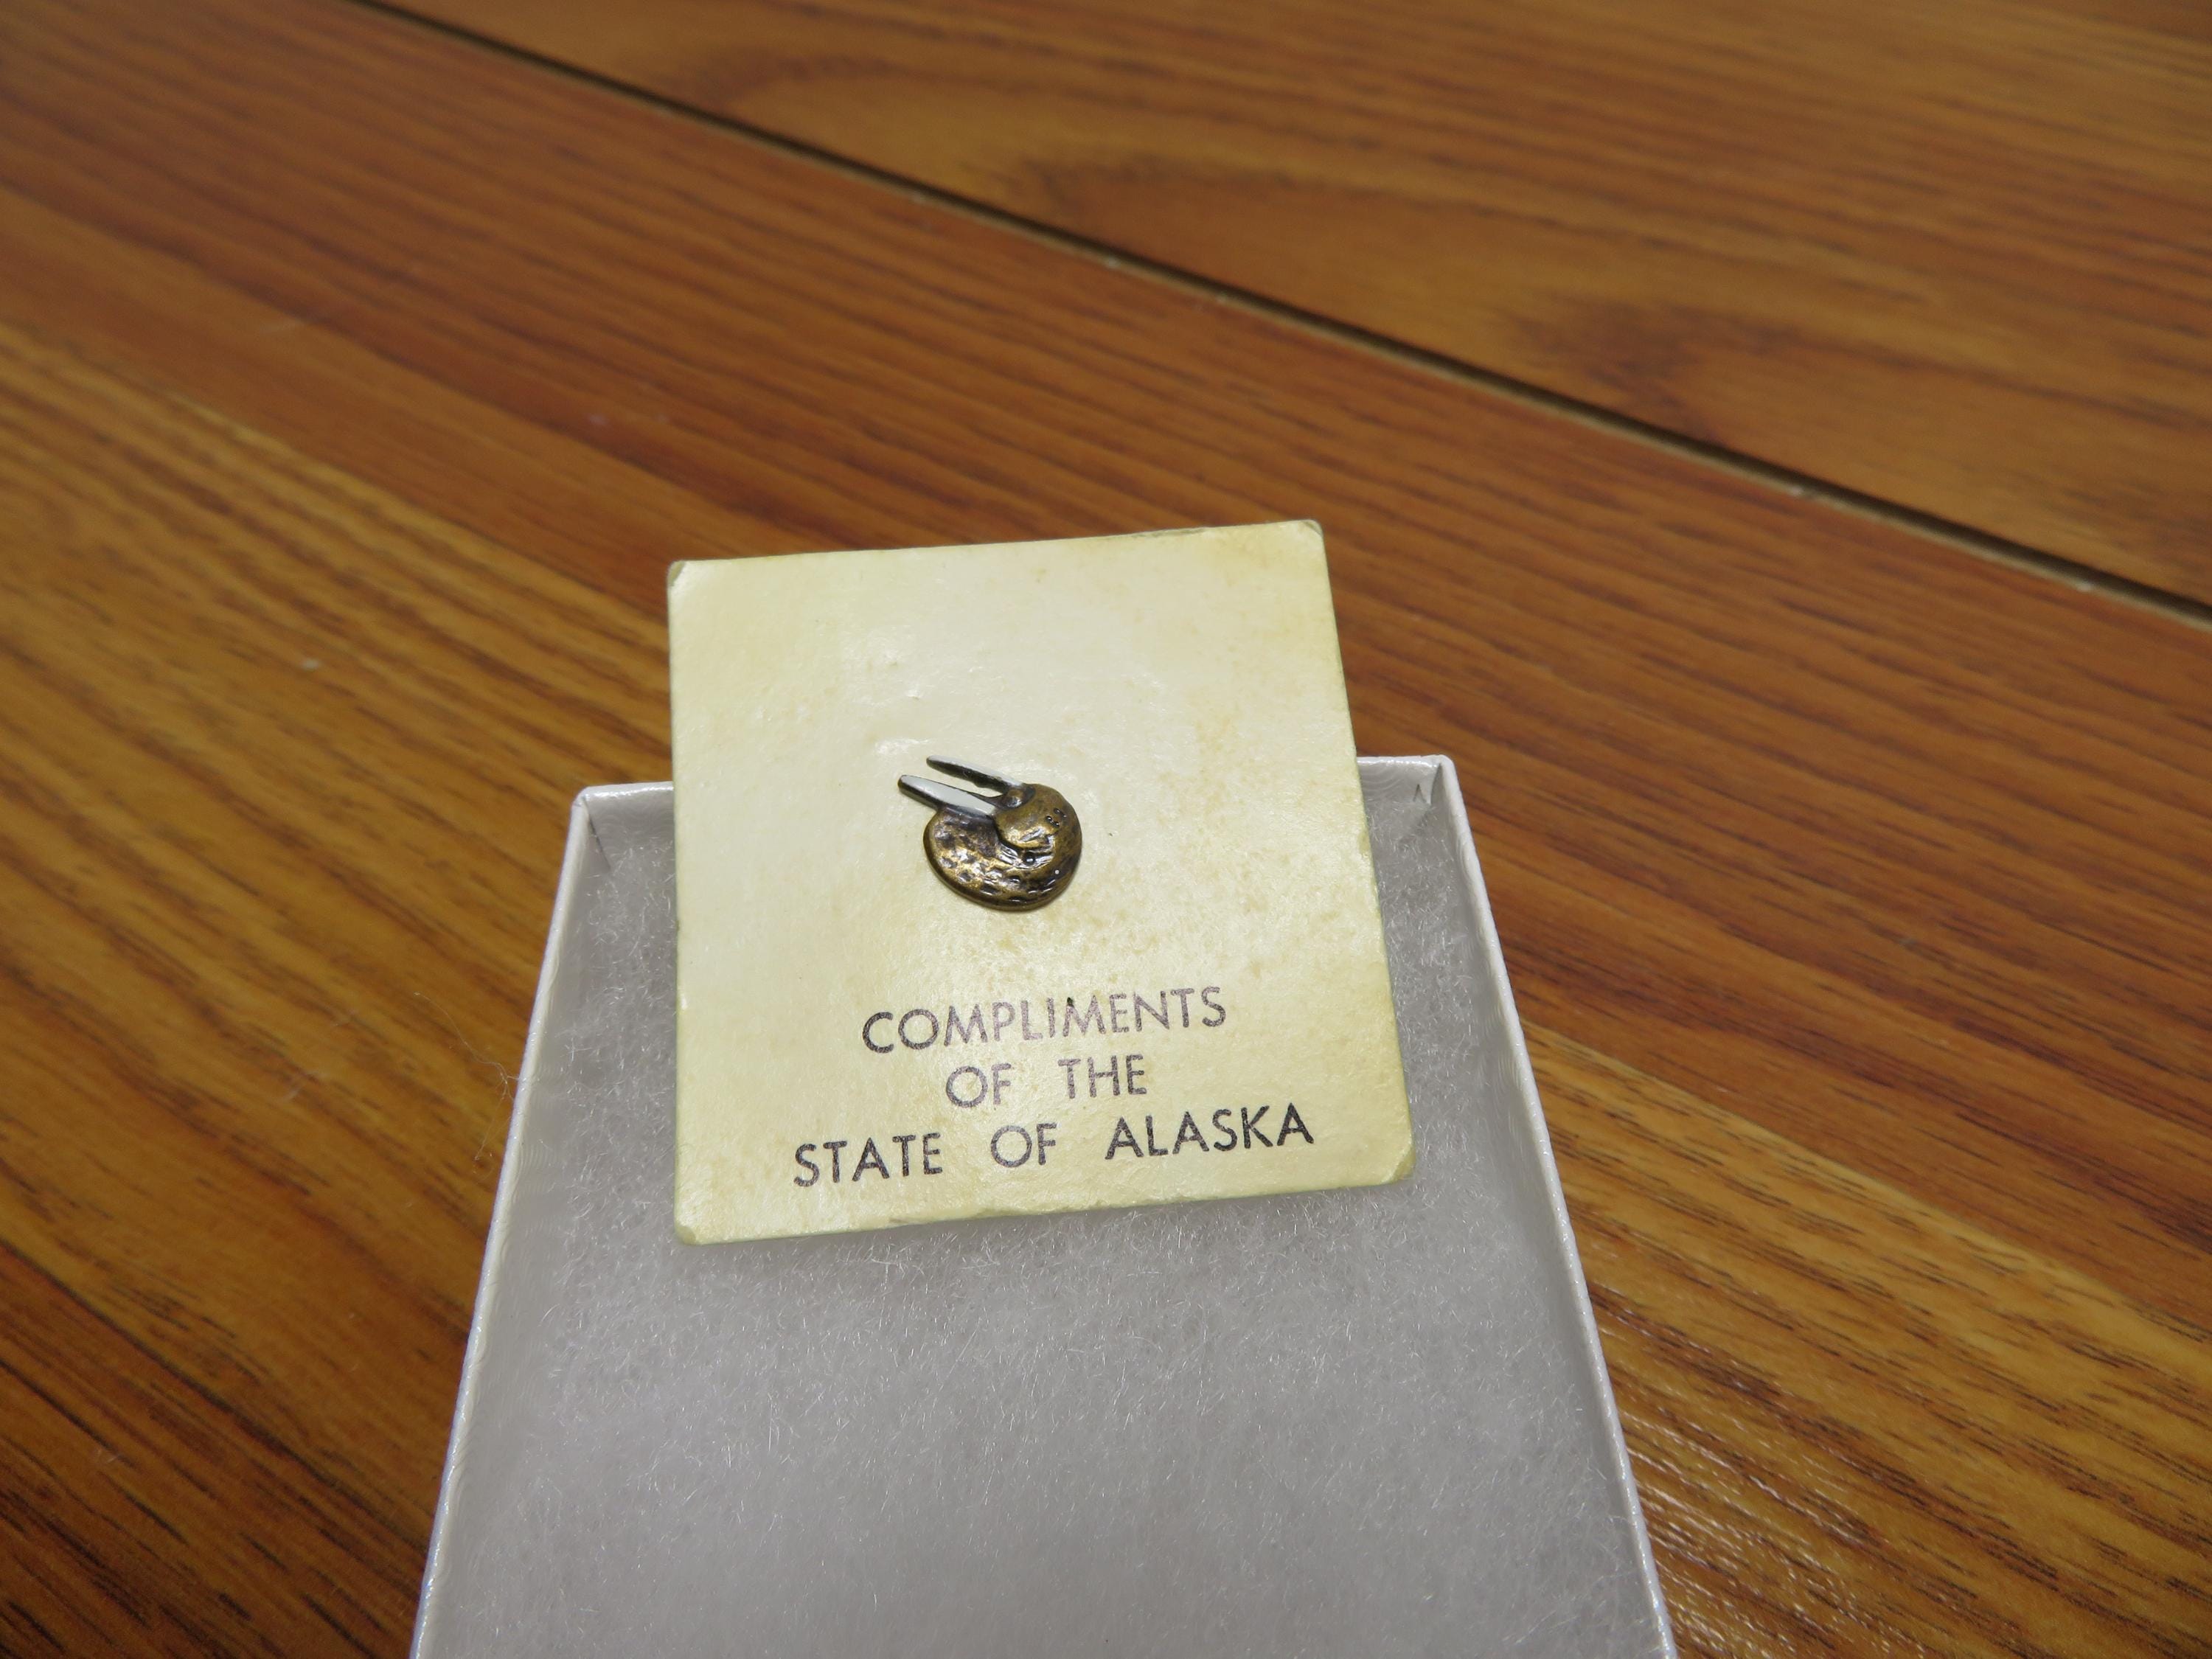 COMPLIMENTS
OF THE
STATE OF ALASKA